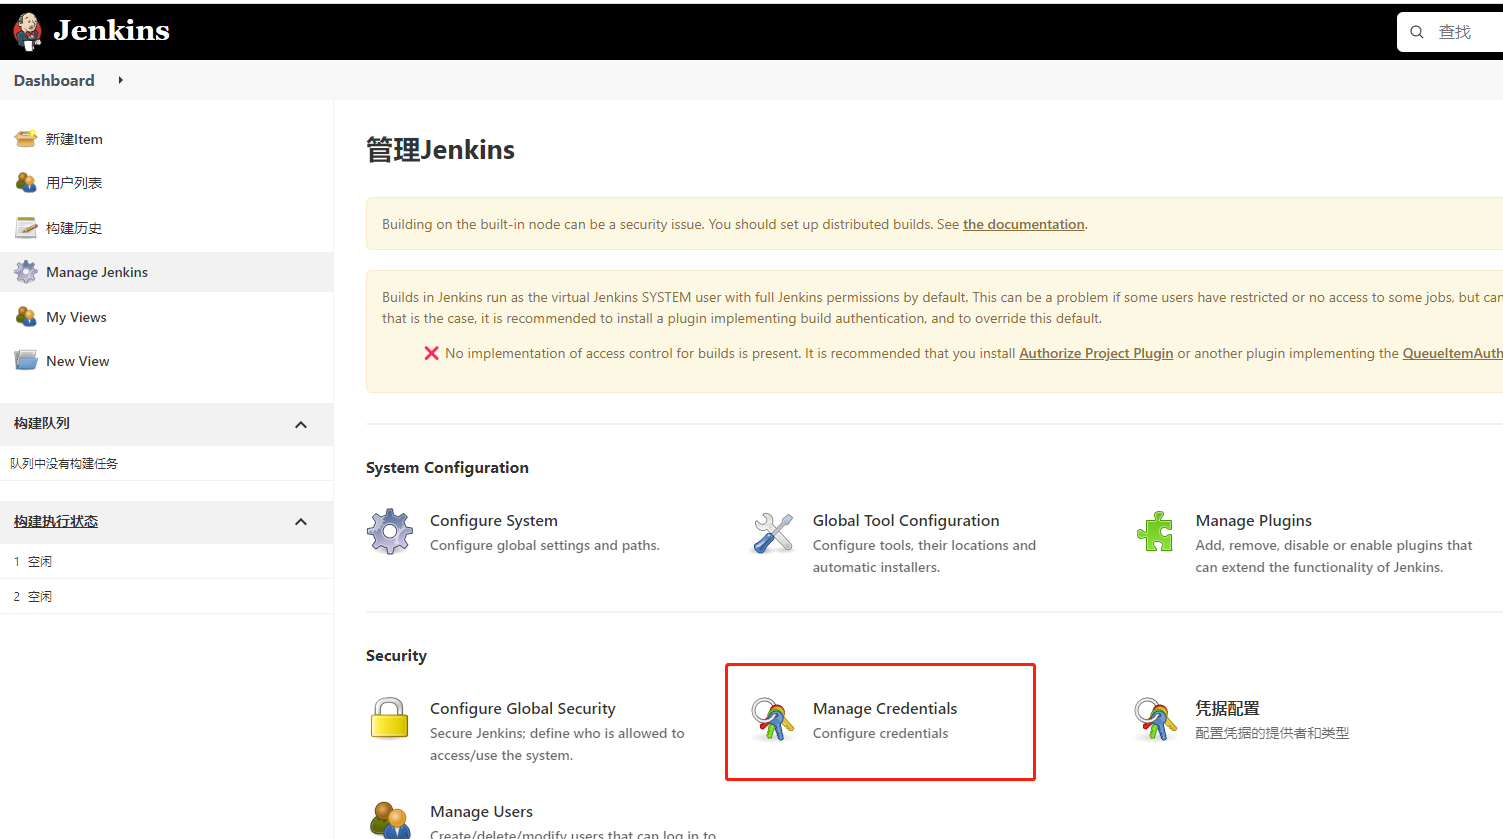 Jenkins
查找
Dashboard
新建Item
用户列表
构建历史
Manage Jenkins
My Views
New View
构建队列
队列中没有构建任务
构建执行状态
1 空闲
2 空闲
管理Jenkins
Building on the built-in node can be a security issue. You should set up distributed builds. See the documentation.
Builds in Jenkins run as the virtual Jenkins SYSTEM user with full Jenkins permissions by default. This can be a problem if some users have restricted or no access to some jobs, but can
that is the case, it is recommended to install a plugin implementing build authentication, and to override this default.
No implementation of access control for builds is present. It is recommended that you install Authorize Project Plugin or another plugin implementing the QueueItemAuth
System Configuration
Configure System
Configure global settings and paths.
Global Tool Configuration
Configure tools, their locations and
automatic installers.
Manage Plugins
Add, remove, disable or enable plugins that
can extend the functionality of Jenkins.
Security
Configure Global Security
Secure Jenkins; define who is allowed to
access/use the system.
Manage Credentials
Configure credentials
凭据配置
配置凭据的提供者和类型
Manage Users
Create/delete/modify users that can log in to